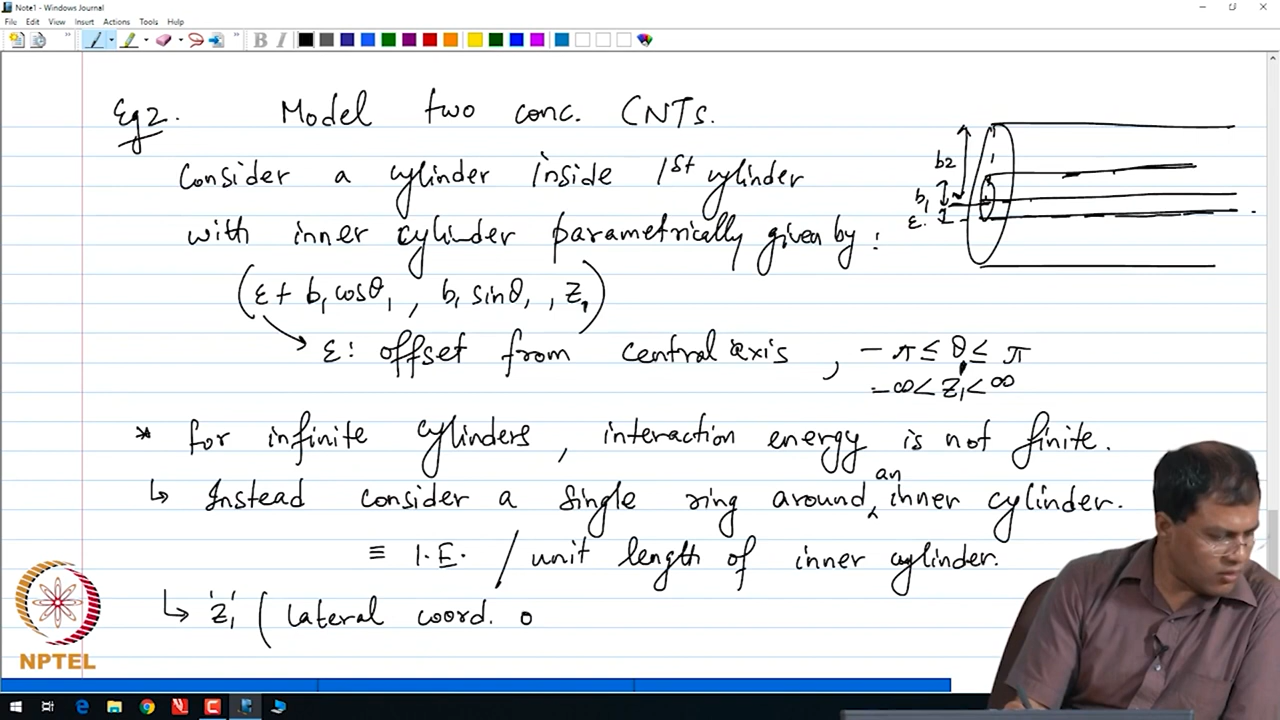 Note1 - Windows Journal
File Edit View Insert Actions Tools Help
B I
Eg 2. Model two conc. CNTs.
Consider a cylinder inside 1st cylinder
with inner cylinder parametrically given by :
(ε + b₁ cosθ₁ , b₁ sinθ₁ , z₁)
ε : offset from central axis , -π ≤ θ₁ ≤ π
-∞ < z₁ < ∞
b2
b₁
ε
* for infinite cylinders , interaction energy is not finite.
↳ Instead consider a single ring around an inner cylinder.
≡ I.E. / unit length of inner cylinder.
↳ 'z₁' ( lateral coord. o
NPTEL